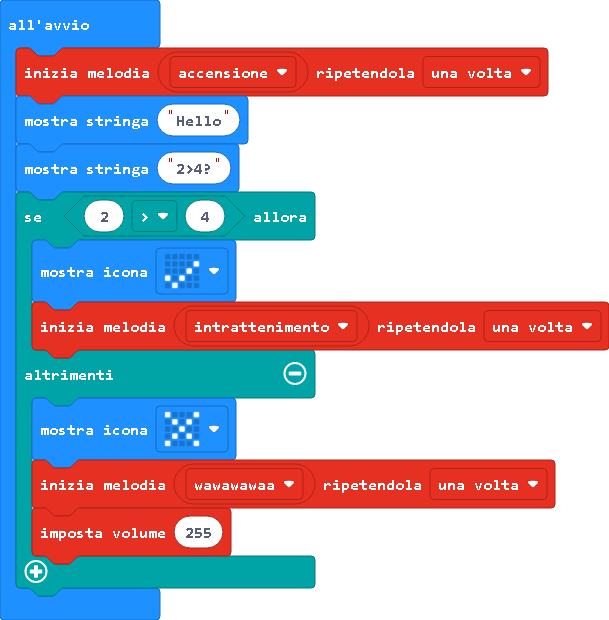 all'avvio
inizia melodia accensione ripetendola una volta
mostra stringa "Hello"
mostra stringa "2>4?"
se 2 > 4 allora
mostra icona
inizia melodia intrattenimento ripetendola una volta
altrimenti
mostra icona
inizia melodia wawawawaa ripetendola una volta
imposta volume 255